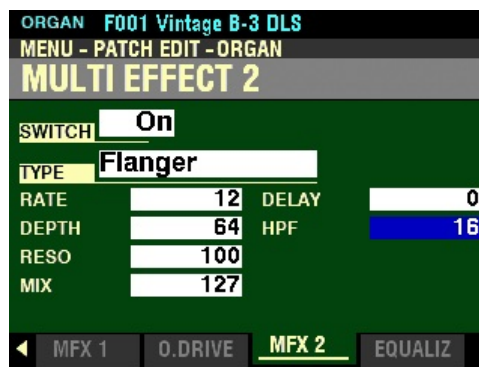 ORGAN F001 Vintage B-3 DLS
MENU - PATCH EDIT - ORGAN
MULTI EFFECT 2
SWITCH On
TYPE Flanger
RATE 12 DELAY 0
DEPTH 64 HPF 16
RESO 100
MIX 127
MFX 1 O.DRIVE MFX 2 EQUALIZ